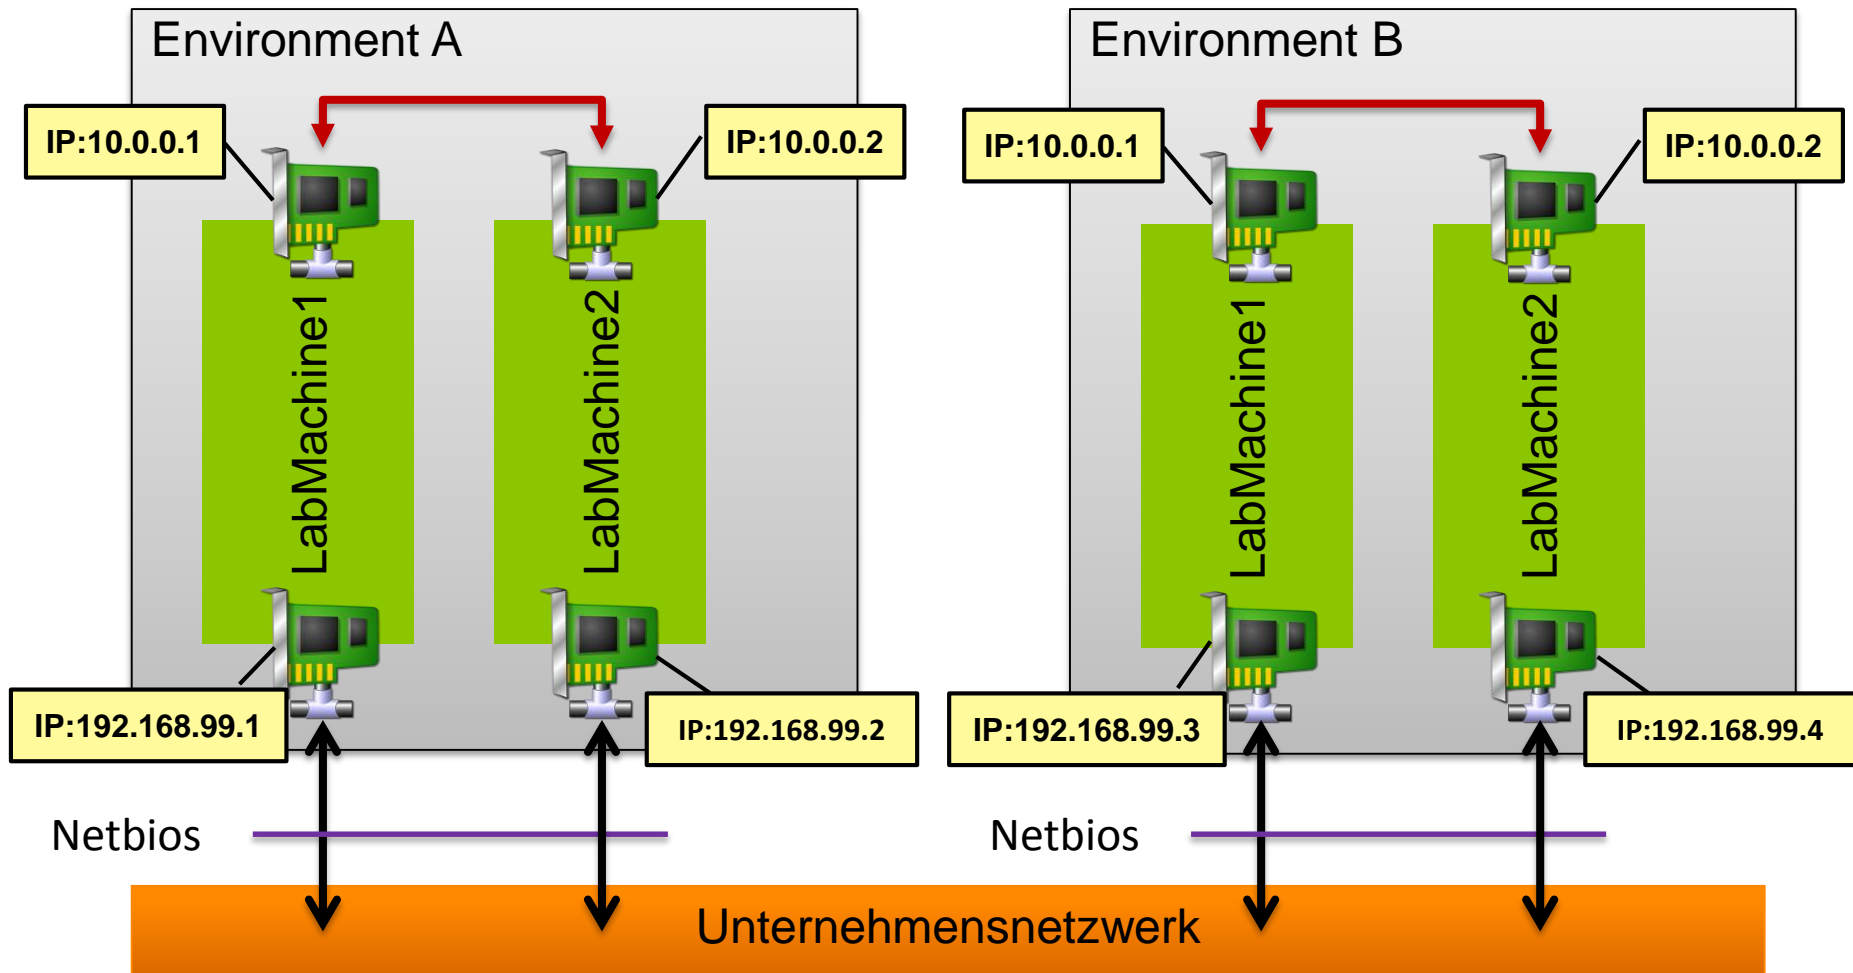 Environment A
IP:10.0.0.1
IP:10.0.0.2
LabMachine1
LabMachine2
IP:192.168.99.1
IP:192.168.99.2
Netbios
Environment B
IP:10.0.0.1
IP:10.0.0.2
LabMachine1
LabMachine2
IP:192.168.99.3
IP:192.168.99.4
Netbios
Unternehmensnetzwerk